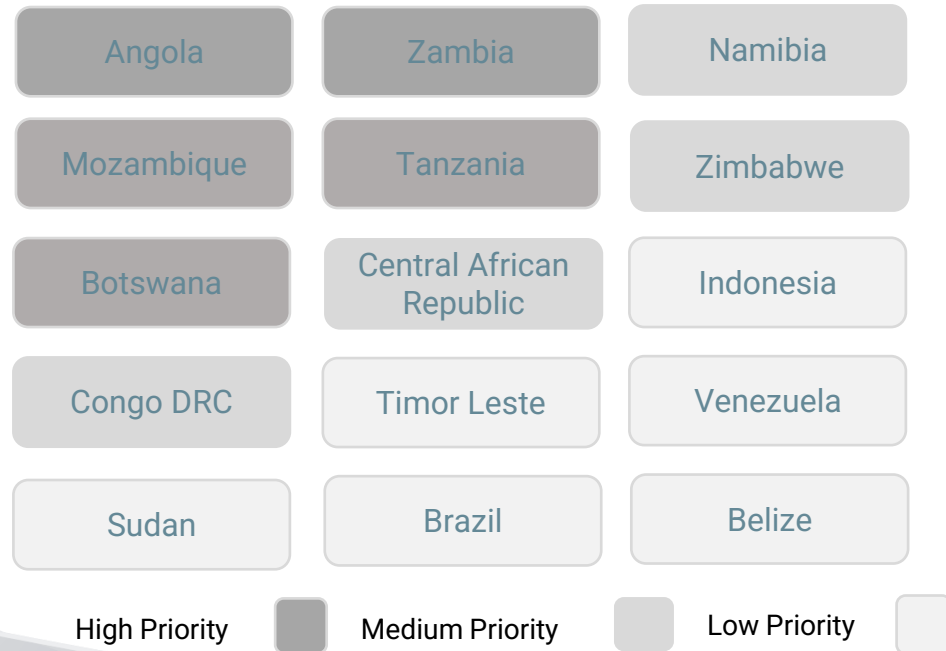 Angola
Zambia
Namibia
Mozambique
Tanzania
Zimbabwe
Botswana
Central African
Republic
Indonesia
Congo DRC
Timor Leste
Venezuela
Sudan
Brazil
Belize
High Priority
Medium Priority
Low Priority